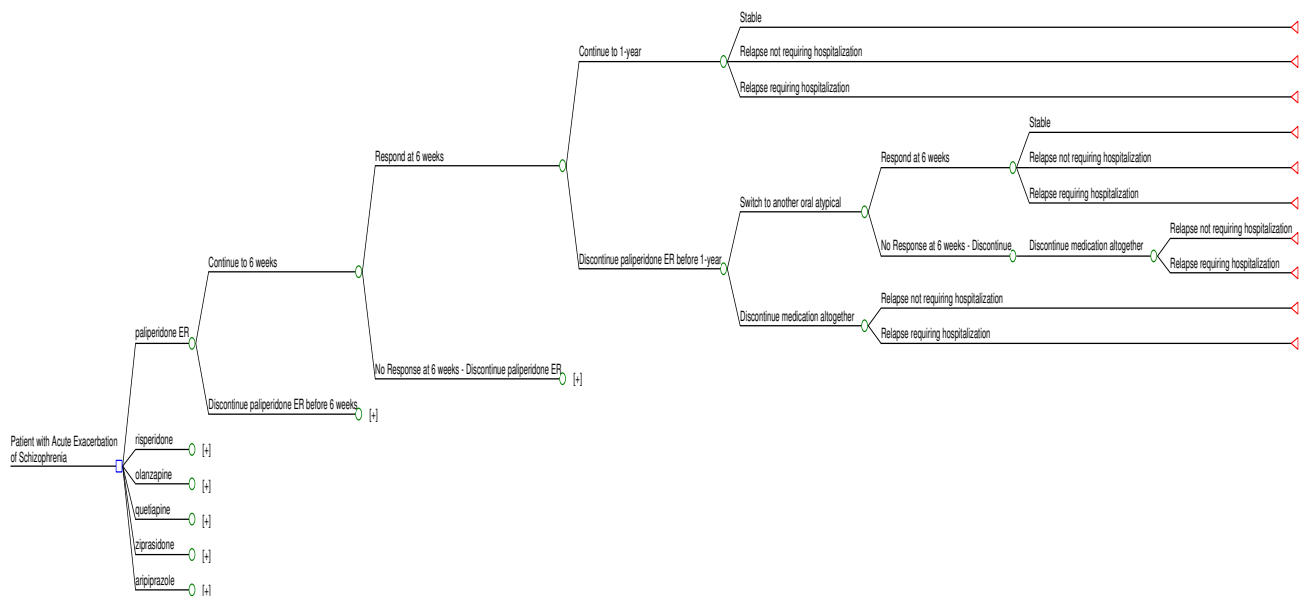 Stable
Continue to 1-year
Relapse not requiring hospitalization
Relapse requiring hospitalization
Stable
Respond at 6 weeks
Respond at 6 weeks
Relapse not requiring hospitalization
Relapse requiring hospitalization
Switch to another oral atypical
Relapse not requiring hospitalization
No Response at 6 weeks - Discontinue
Discontinue medication altogether
Continue to 6 weeks
Discontinue paliperidone ER before 1-year
Relapse requiring hospitalization
Relapse not requiring hospitalization
Discontinue medication altogether
paliperidone ER
Relapse requiring hospitalization
No Response at 6 weeks - Discontinue paliperidone ER
[+]
Discontinue paliperidone ER before 6 weeks
[+]
Patient with Acute Exacerbation
of Schizophrenia
risperidone
[+]
olanzapine
[+]
quetiapine
[+]
ziprasidone
[+]
aripiprazole
[+]